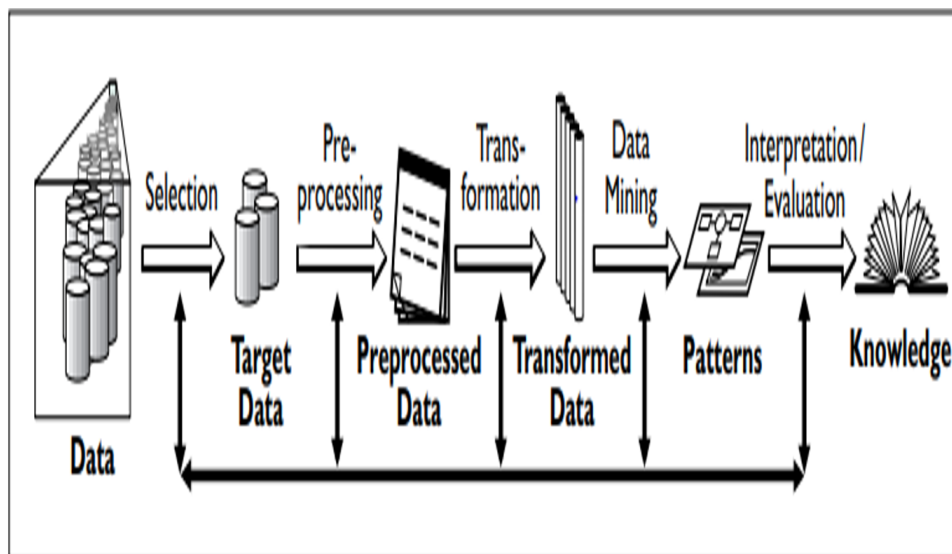 Data
Selection
Target
Data
Pre-
processing
Preprocessed
Data
Trans-
formation
Transformed
Data
Data
Mining
Patterns
Interpretation/
Evaluation
Knowledge